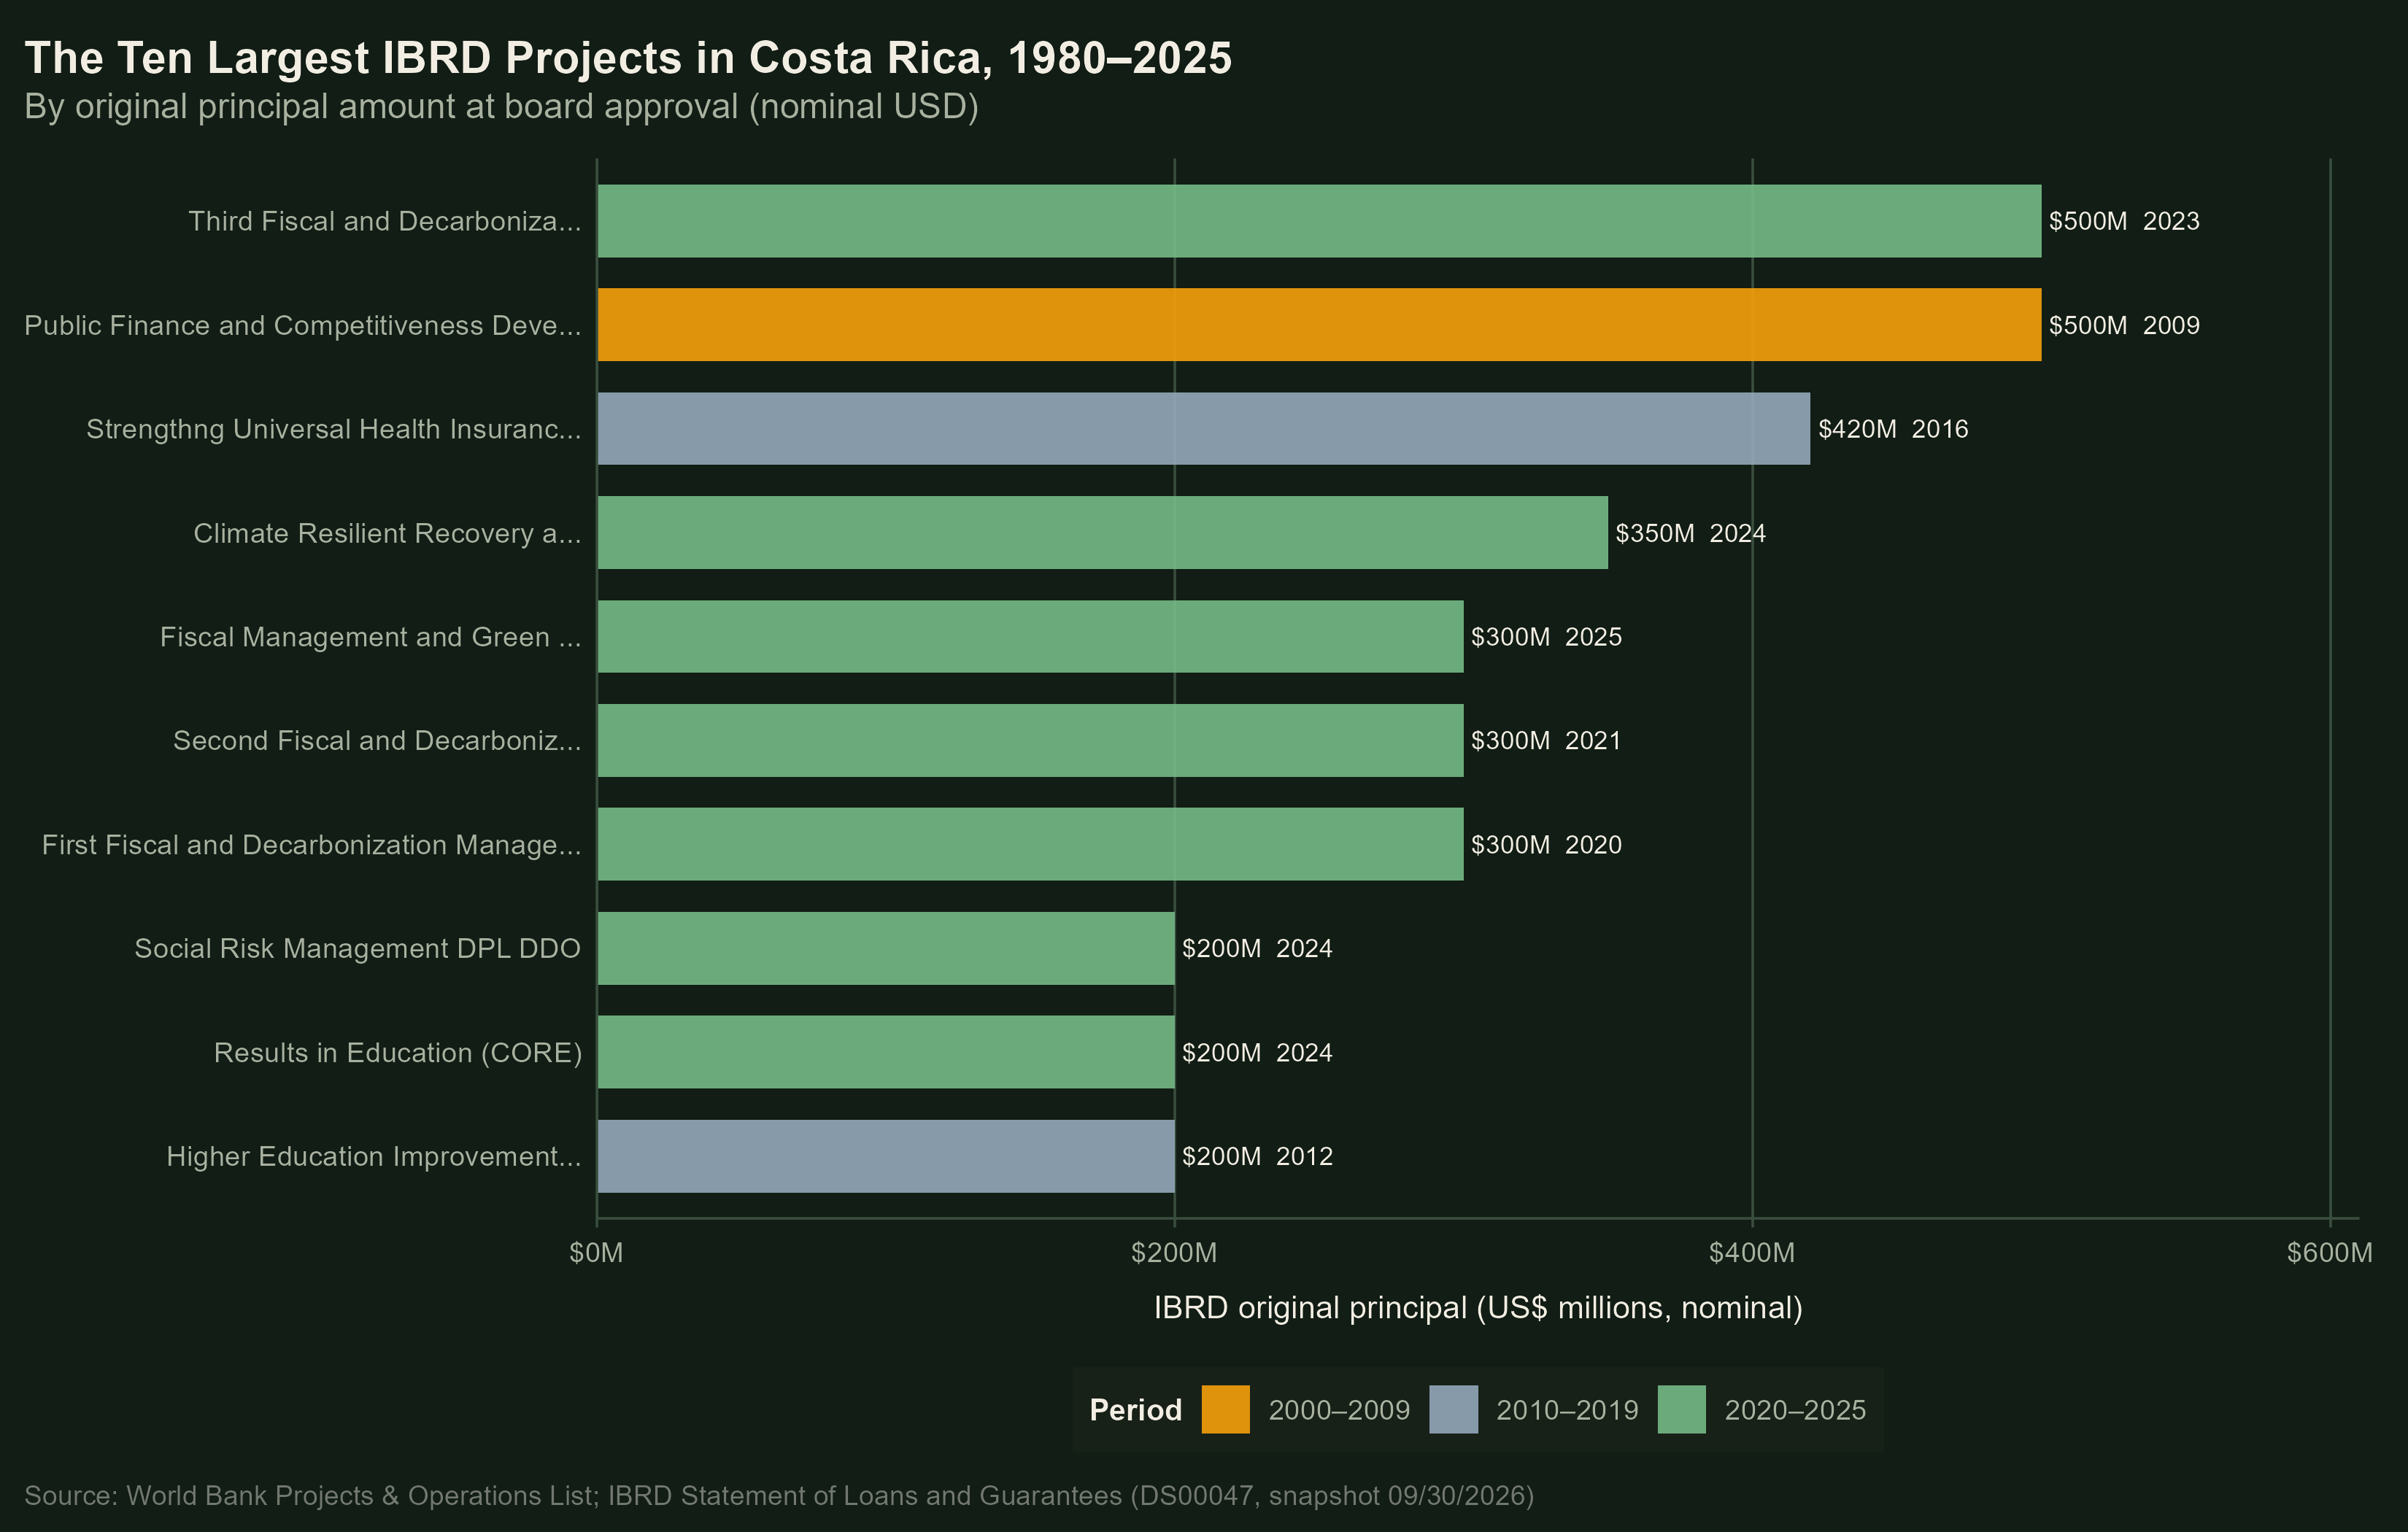 The Ten Largest IBRD Projects in Costa Rica, 1980–2025
By original principal amount at board approval (nominal USD)
Third Fiscal and Decarboniza... $500M 2023
Public Finance and Competitiveness Deve... $500M 2009
Strengthng Universal Health Insuranc... $420M 2016
Climate Resilient Recovery a... $350M 2024
Fiscal Management and Green ... $300M 2025
Second Fiscal and Decarboniz... $300M 2021
First Fiscal and Decarbonization Manage... $300M 2020
Social Risk Management DPL DDO $200M 2024
Results in Education (CORE) $200M 2024
Higher Education Improvement... $200M 2012
$0M $200M $400M $600M
IBRD original principal (US$ millions, nominal)
Period 2000–2009 2010–2019 2020–2025
Source: World Bank Projects & Operations List; IBRD Statement of Loans and Guarantees (DS00047, snapshot 09/30/2026)